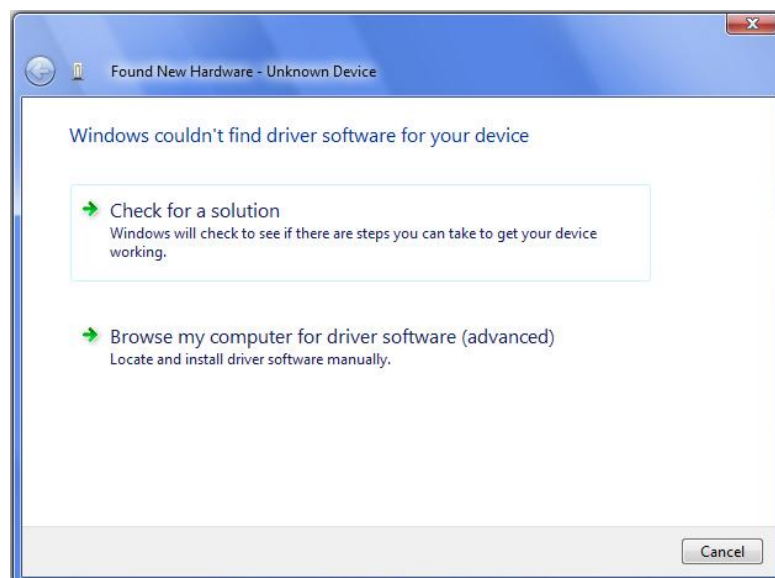 Found New Hardware - Unknown Device
Windows couldn't find driver software for your device
Check for a solution
Windows will check to see if there are steps you can take to get your device
working.
Browse my computer for driver software (advanced)
Locate and install driver software manually.
Cancel